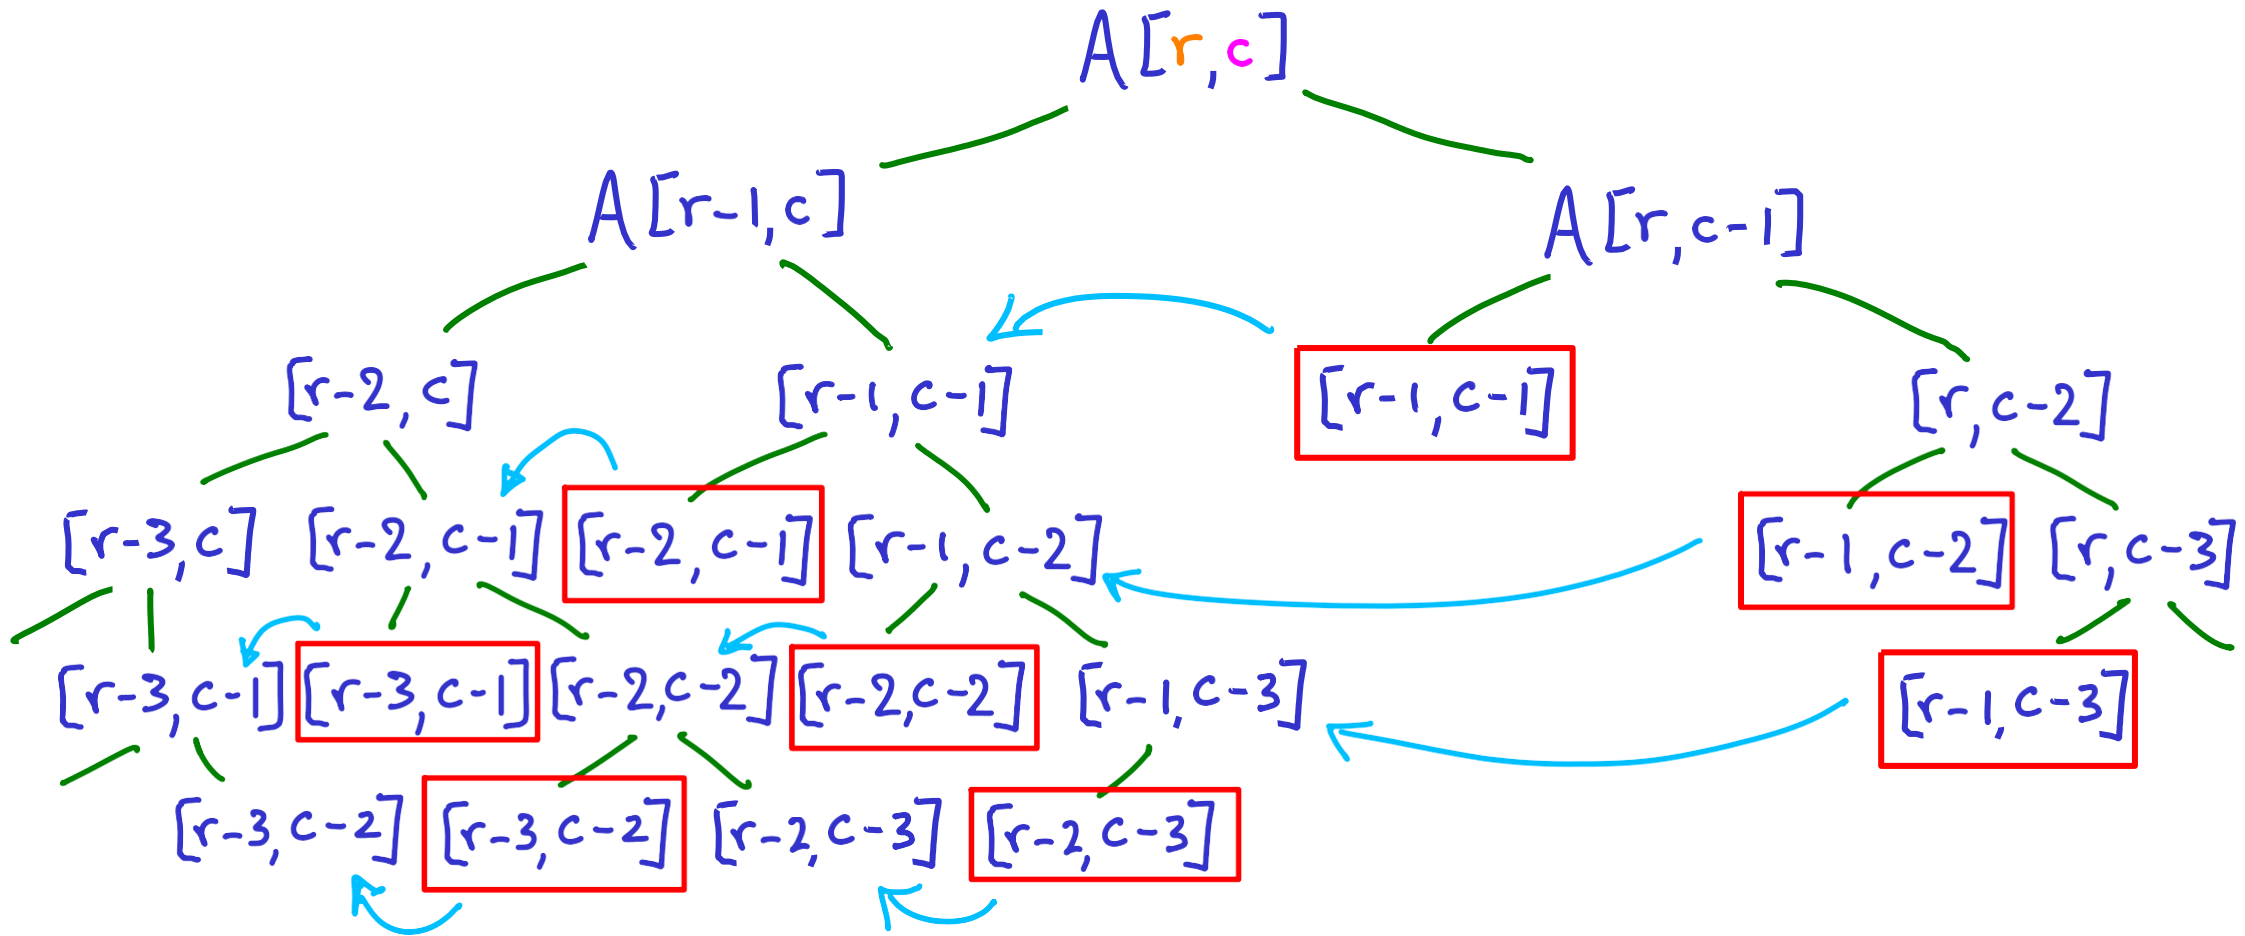 A[r,c]
A[r-1,c] A[r,c-1]
[r-2,c] [r-1,c-1] [r-1,c-1] [r,c-2]
[r-3,c] [r-2,c-1] [r-2,c-1] [r-1,c-2] [r-1,c-2] [r,c-3]
[r-3,c-1] [r-3,c-1] [r-2,c-2] [r-2,c-2] [r-1,c-3] [r-1,c-3]
[r-3,c-2] [r-3,c-2] [r-2,c-3] [r-2,c-3]